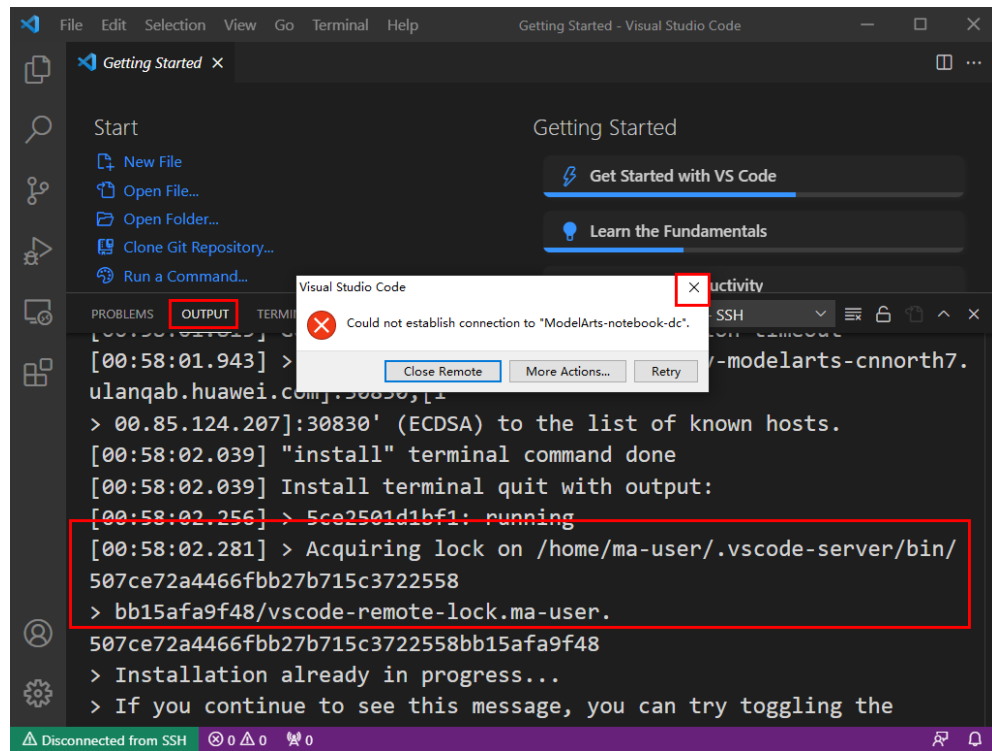 File Edit Selection View Go Terminal Help Getting Started - Visual Studio Code
Getting Started
Start
New File
Open File...
Open Folder...
Clone Git Repository...
Run a Command...
Getting Started
Get Started with VS Code
Learn the Fundamentals
uctivity
PROBLEMS OUTPUT TERMI SSH
Visual Studio Code
Could not establish connection to "ModelArts-notebook-dc".
Close Remote More Actions... Retry
[00:58:01.943] > -modelarts-cnnorth7.
ulanqab.huawei.com]:30830,[1
> 00.85.124.207]:30830' (ECDSA) to the list of known hosts.
[00:58:02.039] "install" terminal command done
[00:58:02.039] Install terminal quit with output:
[00:58:02.256] > 5ce2501d1bf1: running
[00:58:02.281] > Acquiring lock on /home/ma-user/.vscode-server/bin/
507ce72a4466fbb27b715c3722558
> bb15afa9f48/vscode-remote-lock.ma-user.
507ce72a4466fbb27b715c3722558bb15afa9f48
> Installation already in progress...
> If you continue to see this message, you can try toggling the
Disconnected from SSH 0 0 0